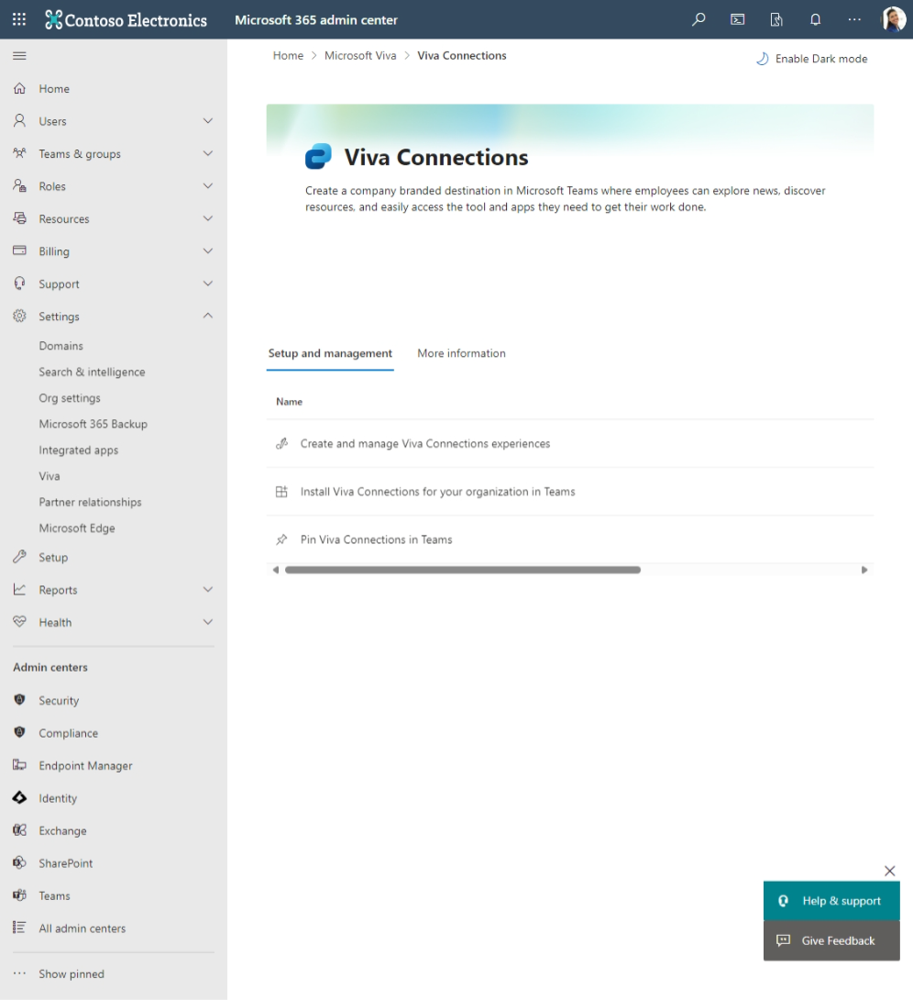 Contoso Electronics
Microsoft 365 admin center
Home > Microsoft Viva > Viva Connections
Enable Dark mode
Home
Users
Teams & groups
Roles
Resources
Billing
Support
Settings
Domains
Search & intelligence
Org settings
Microsoft 365 Backup
Integrated apps
Viva
Partner relationships
Microsoft Edge
Setup
Reports
Health
Admin centers
Security
Compliance
Endpoint Manager
Identity
Exchange
SharePoint
Teams
All admin centers
Show pinned
Viva Connections
Create a company branded destination in Microsoft Teams where employees can explore news, discover
resources, and easily access the tool and apps they need to get their work done.
Setup and management
More information
Name
Create and manage Viva Connections experiences
Install Viva Connections for your organization in Teams
Pin Viva Connections in Teams
Help & support
Give Feedback